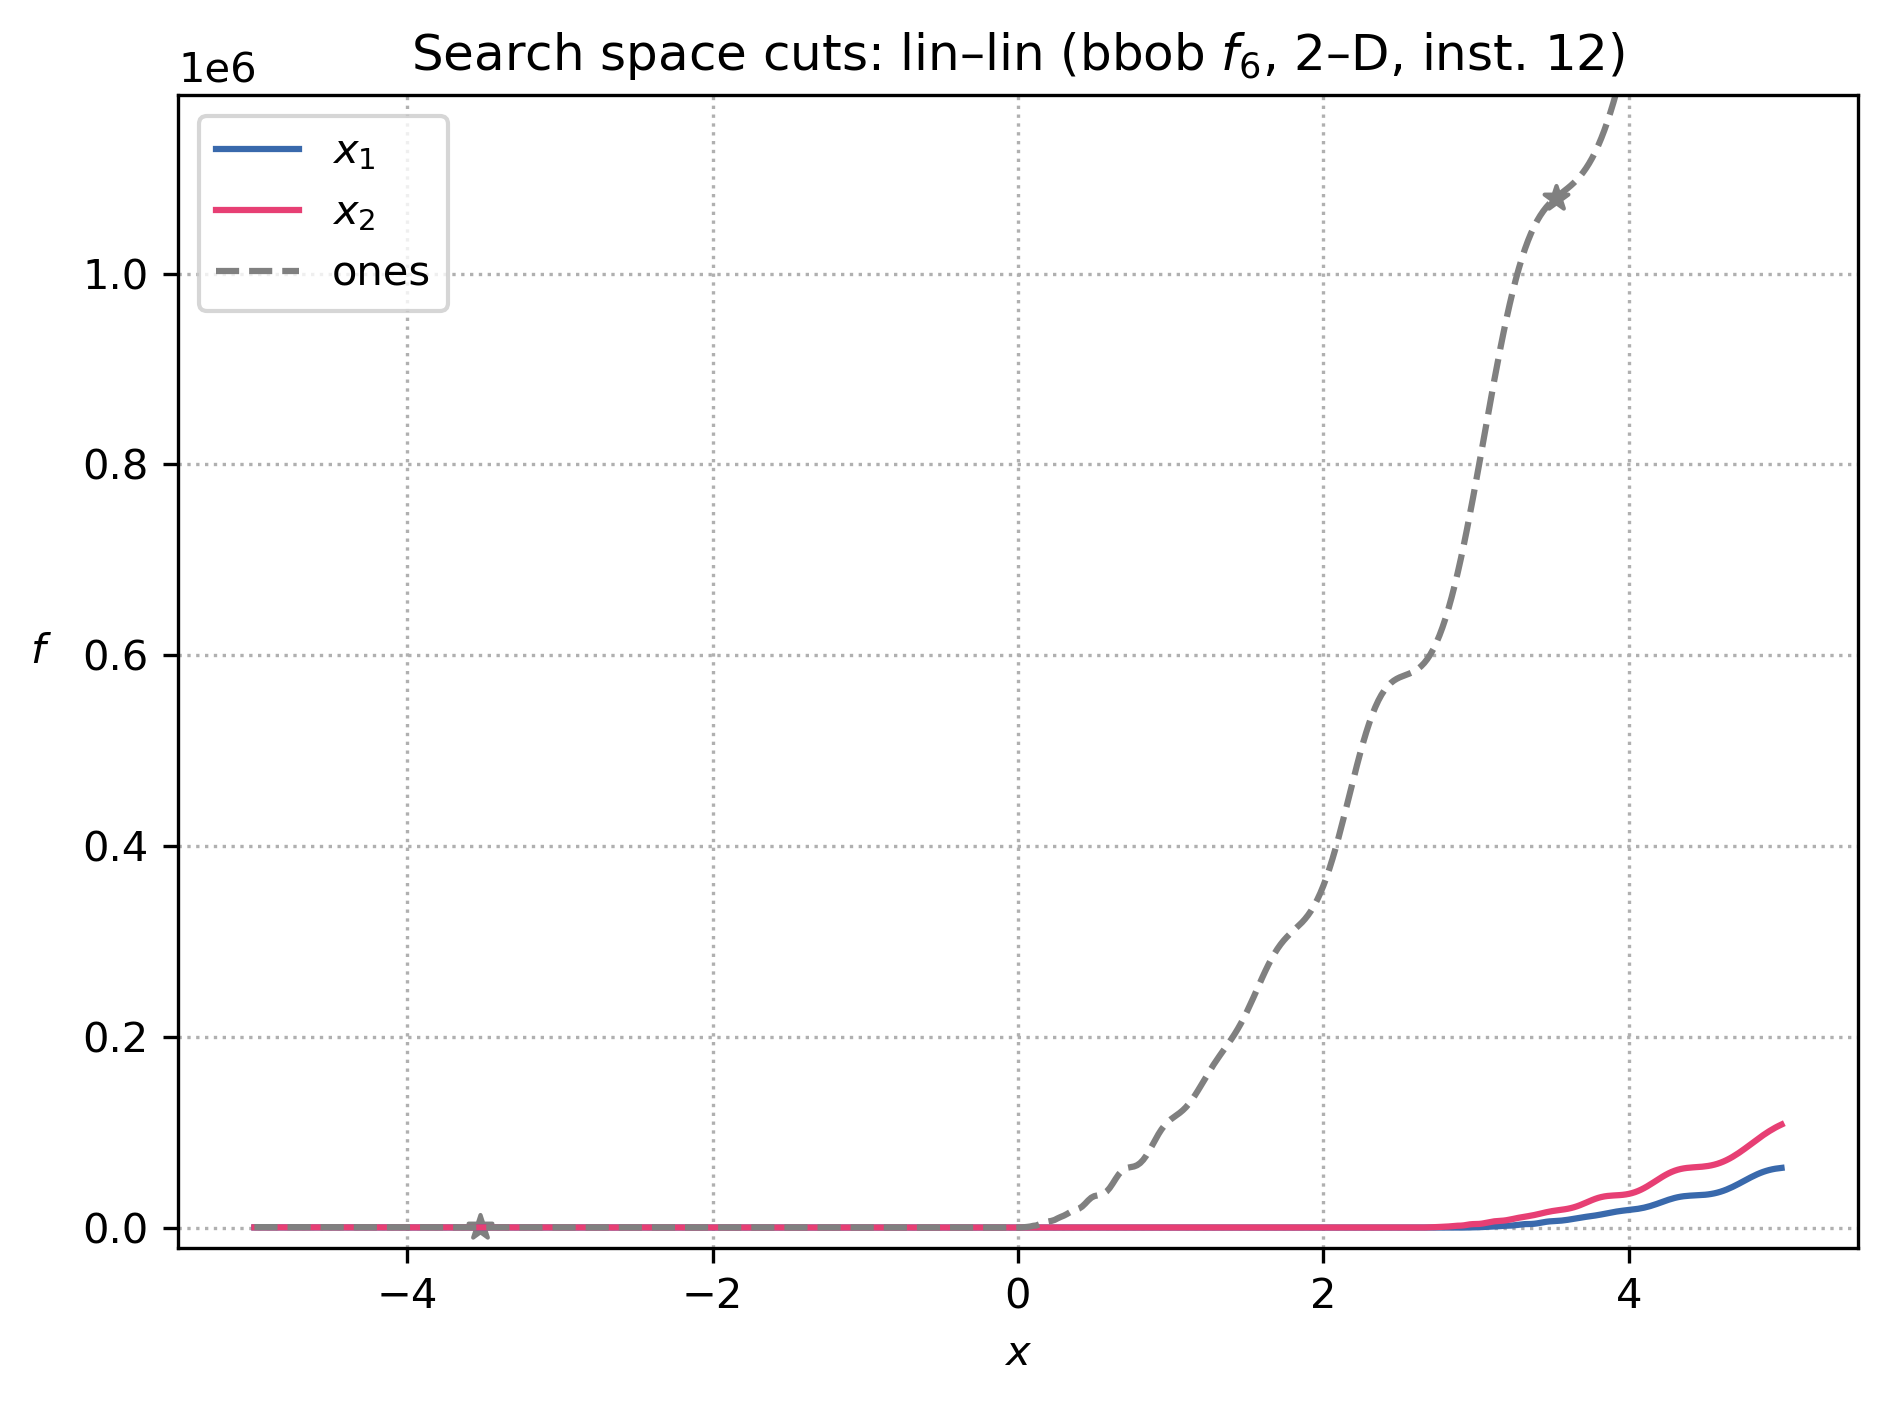 Search space cuts: lin–lin (bbob f₆, 2–D, inst. 12)
1e6
x₁
x₂
ones
1.0
0.8
0.6
0.4
0.2
0.0
f
−4
−2
0
2
4
x